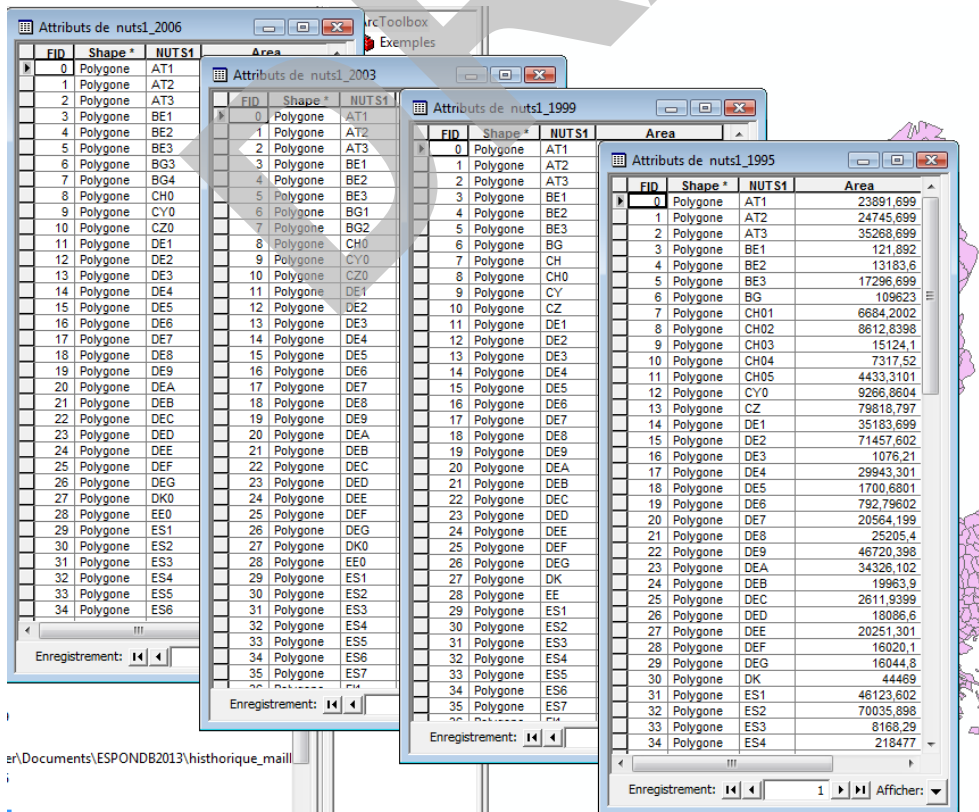 ArcToolbox
Exemples
Attributs de nuts1_2006
FID Shape * NUTS1 Area
0 Polygone AT1
1 Polygone AT2
2 Polygone AT3
3 Polygone BE1
4 Polygone BE2
5 Polygone BE3
6 Polygone BG3
7 Polygone BG4
8 Polygone CH0
9 Polygone CY0
10 Polygone CZ0
11 Polygone DE1
12 Polygone DE2
13 Polygone DE3
14 Polygone DE4
15 Polygone DE5
16 Polygone DE6
17 Polygone DE7
18 Polygone DE8
19 Polygone DE9
20 Polygone DEA
21 Polygone DEB
22 Polygone DEC
23 Polygone DED
24 Polygone DEE
25 Polygone DEF
26 Polygone DEG
27 Polygone DK0
28 Polygone EE0
29 Polygone ES1
30 Polygone ES2
31 Polygone ES3
32 Polygone ES4
33 Polygone ES5
34 Polygone ES6
Enregistrement:
Attributs de nuts1_2003
FID Shape * NUTS1
0 Polygone AT1
1 Polygone AT2
2 Polygone AT3
3 Polygone BE1
4 Polygone BE2
5 Polygone BE3
6 Polygone BG1
7 Polygone BG2
8 Polygone CH0
9 Polygone CY0
10 Polygone CZ0
11 Polygone DE1
12 Polygone DE2
13 Polygone DE3
14 Polygone DE4
15 Polygone DE5
16 Polygone DE6
17 Polygone DE7
18 Polygone DE8
19 Polygone DE9
20 Polygone DEA
21 Polygone DEB
22 Polygone DEC
23 Polygone DED
24 Polygone DEE
25 Polygone DEF
26 Polygone DEG
27 Polygone DK0
28 Polygone EE0
29 Polygone ES1
30 Polygone ES2
31 Polygone ES3
32 Polygone ES4
33 Polygone ES5
34 Polygone ES6
35 Polygone ES7
Enregistrement:
Attributs de nuts1_1999
FID Shape * NUTS1 Area
0 Polygone AT1
1 Polygone AT2
2 Polygone AT3
3 Polygone BE1
4 Polygone BE2
5 Polygone BE3
6 Polygone BG
7 Polygone CH
8 Polygone CH0
9 Polygone CY
10 Polygone CZ
11 Polygone DE1
12 Polygone DE2
13 Polygone DE3
14 Polygone DE4
15 Polygone DE5
16 Polygone DE6
17 Polygone DE7
18 Polygone DE8
19 Polygone DE9
20 Polygone DEA
21 Polygone DEB
22 Polygone DEC
23 Polygone DED
24 Polygone DEE
25 Polygone DEF
26 Polygone DEG
27 Polygone DK
28 Polygone EE
29 Polygone ES1
30 Polygone ES2
31 Polygone ES3
32 Polygone ES4
33 Polygone ES5
34 Polygone ES6
35 Polygone ES7
Enregistrement:
Attributs de nuts1_1995
FID Shape * NUTS1 Area
0 Polygone AT1 23891,699
1 Polygone AT2 24745,699
2 Polygone AT3 35268,699
3 Polygone BE1 121,892
4 Polygone BE2 13183,6
5 Polygone BE3 17296,699
6 Polygone BG 109623
7 Polygone CH01 6684,2002
8 Polygone CH02 8612,8398
9 Polygone CH03 15124,1
10 Polygone CH04 7317,52
11 Polygone CH05 4433,3101
12 Polygone CY0 9266,8604
13 Polygone CZ 79818,797
14 Polygone DE1 35183,699
15 Polygone DE2 71457,602
16 Polygone DE3 1076,21
17 Polygone DE4 29943,301
18 Polygone DE5 1700,6801
19 Polygone DE6 792,79602
20 Polygone DE7 20564,199
21 Polygone DE8 25205,4
22 Polygone DE9 46720,398
23 Polygone DEA 34326,102
24 Polygone DEB 19963,9
25 Polygone DEC 2611,9399
26 Polygone DED 18086,6
27 Polygone DEE 20251,301
28 Polygone DEF 16020,1
29 Polygone DEG 16044,8
30 Polygone DK 44469
31 Polygone ES1 46123,602
32 Polygone ES2 70035,898
33 Polygone ES3 8168,29
34 Polygone ES4 218477
Enregistrement: 1 Afficher:
er\Documents\ESPONDB2013\histhorique_maill